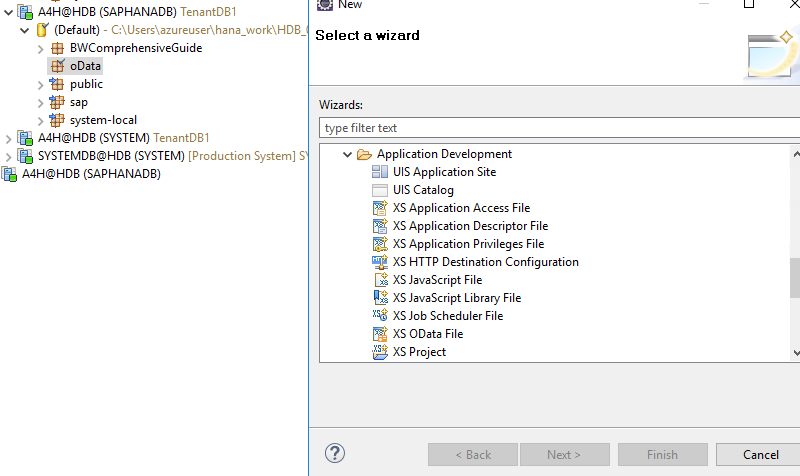 A4H@HDB (SAPHANADB) TenantDB1
(Default) - C:\Users\azureuser\hana_work\HDB_
BWComprehensiveGuide
oData
public
sap
system-local
A4H@HDB (SYSTEM) TenantDB1
SYSTEMDB@HDB (SYSTEM) [Production System] SY
A4H@HDB (SAPHANADB)
New
Select a wizard
Wizards:
type filter text
Application Development
UIS Application Site
UIS Catalog
XS Application Access File
XS Application Descriptor File
XS Application Privileges File
XS HTTP Destination Configuration
XS JavaScript File
XS JavaScript Library File
XS Job Scheduler File
XS OData File
XS Project
?
< Back
Next >
Finish
Cancel